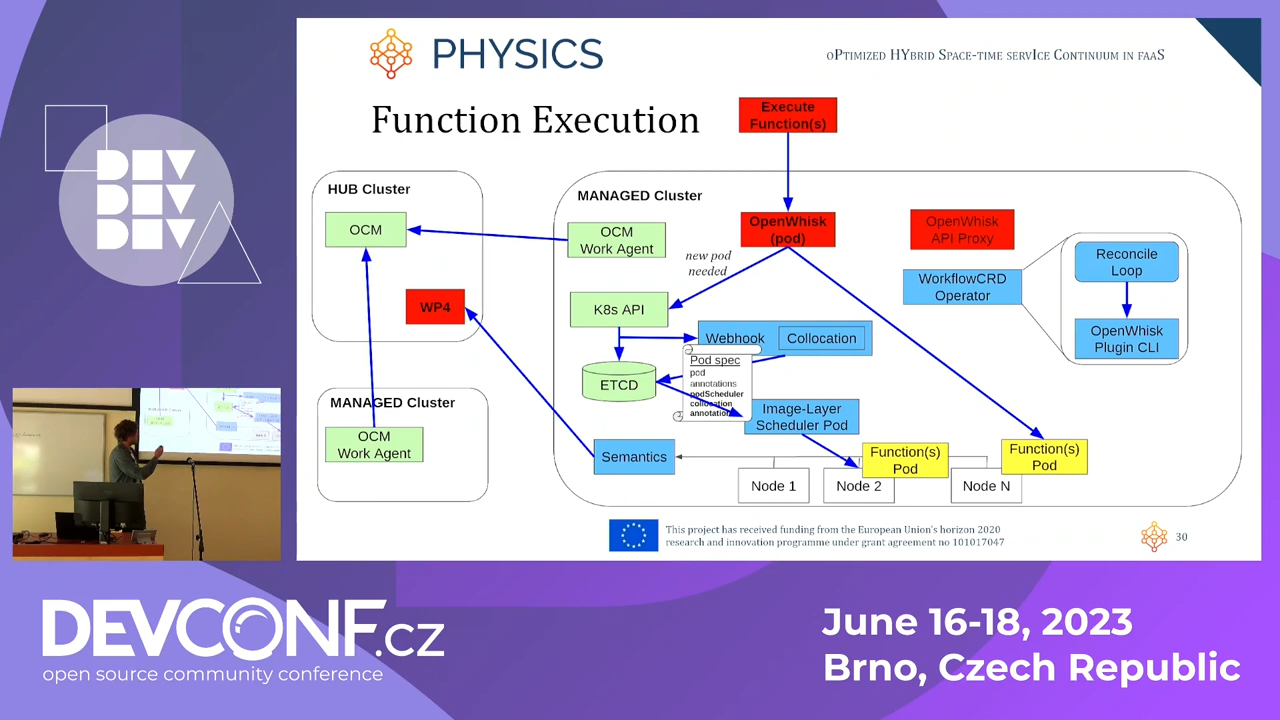 PHYSICS
oPtimized HYbrid Space-time servIce Continuum in faaS
Function Execution
Execute
Function(s)
HUB Cluster
OCM
WP4
MANAGED Cluster
OCM
Work Agent
MANAGED Cluster
OCM
Work Agent
OpenWhisk
(pod)
new pod
needed
K8s API
ETCD
Webhook
Collocation
Pod spec
pod
annotations
podScheduler
collocation
annotation
Image-Layer
Scheduler Pod
Semantics
Node 1
Node 2
Node N
Function(s)
Pod
Function(s)
Pod
OpenWhisk
API Proxy
WorkflowCRD
Operator
Reconcile
Loop
OpenWhisk
Plugin CLI
This project has received funding from the European Union's horizon 2020
research and innovation programme under grant agreement no 101017047
30
DEVCONF.CZ
open source community conference
June 16-18, 2023
Brno, Czech Republic